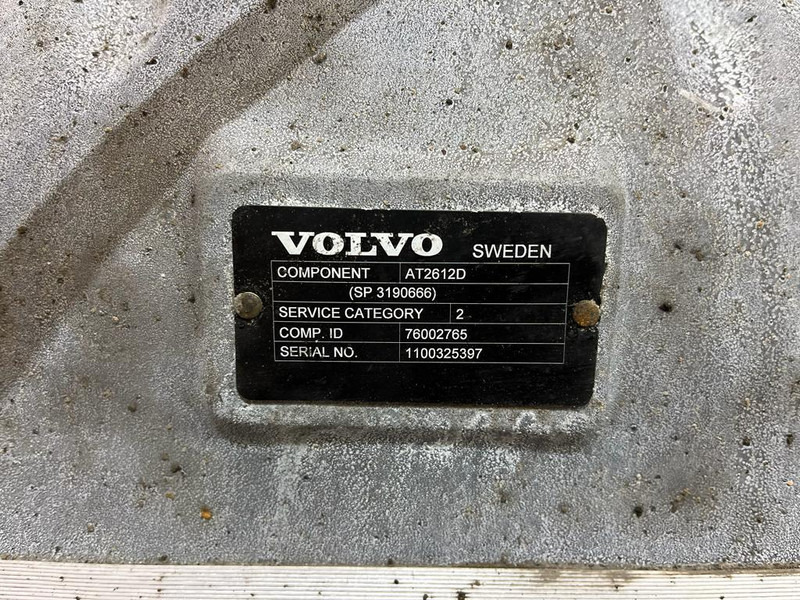 VOLVO SWEDEN
COMPONENT AT2612D
(SP 3190666)
SERVICE CATEGORY 2
COMP. ID 76002765
SERIAL NO. 1100325397